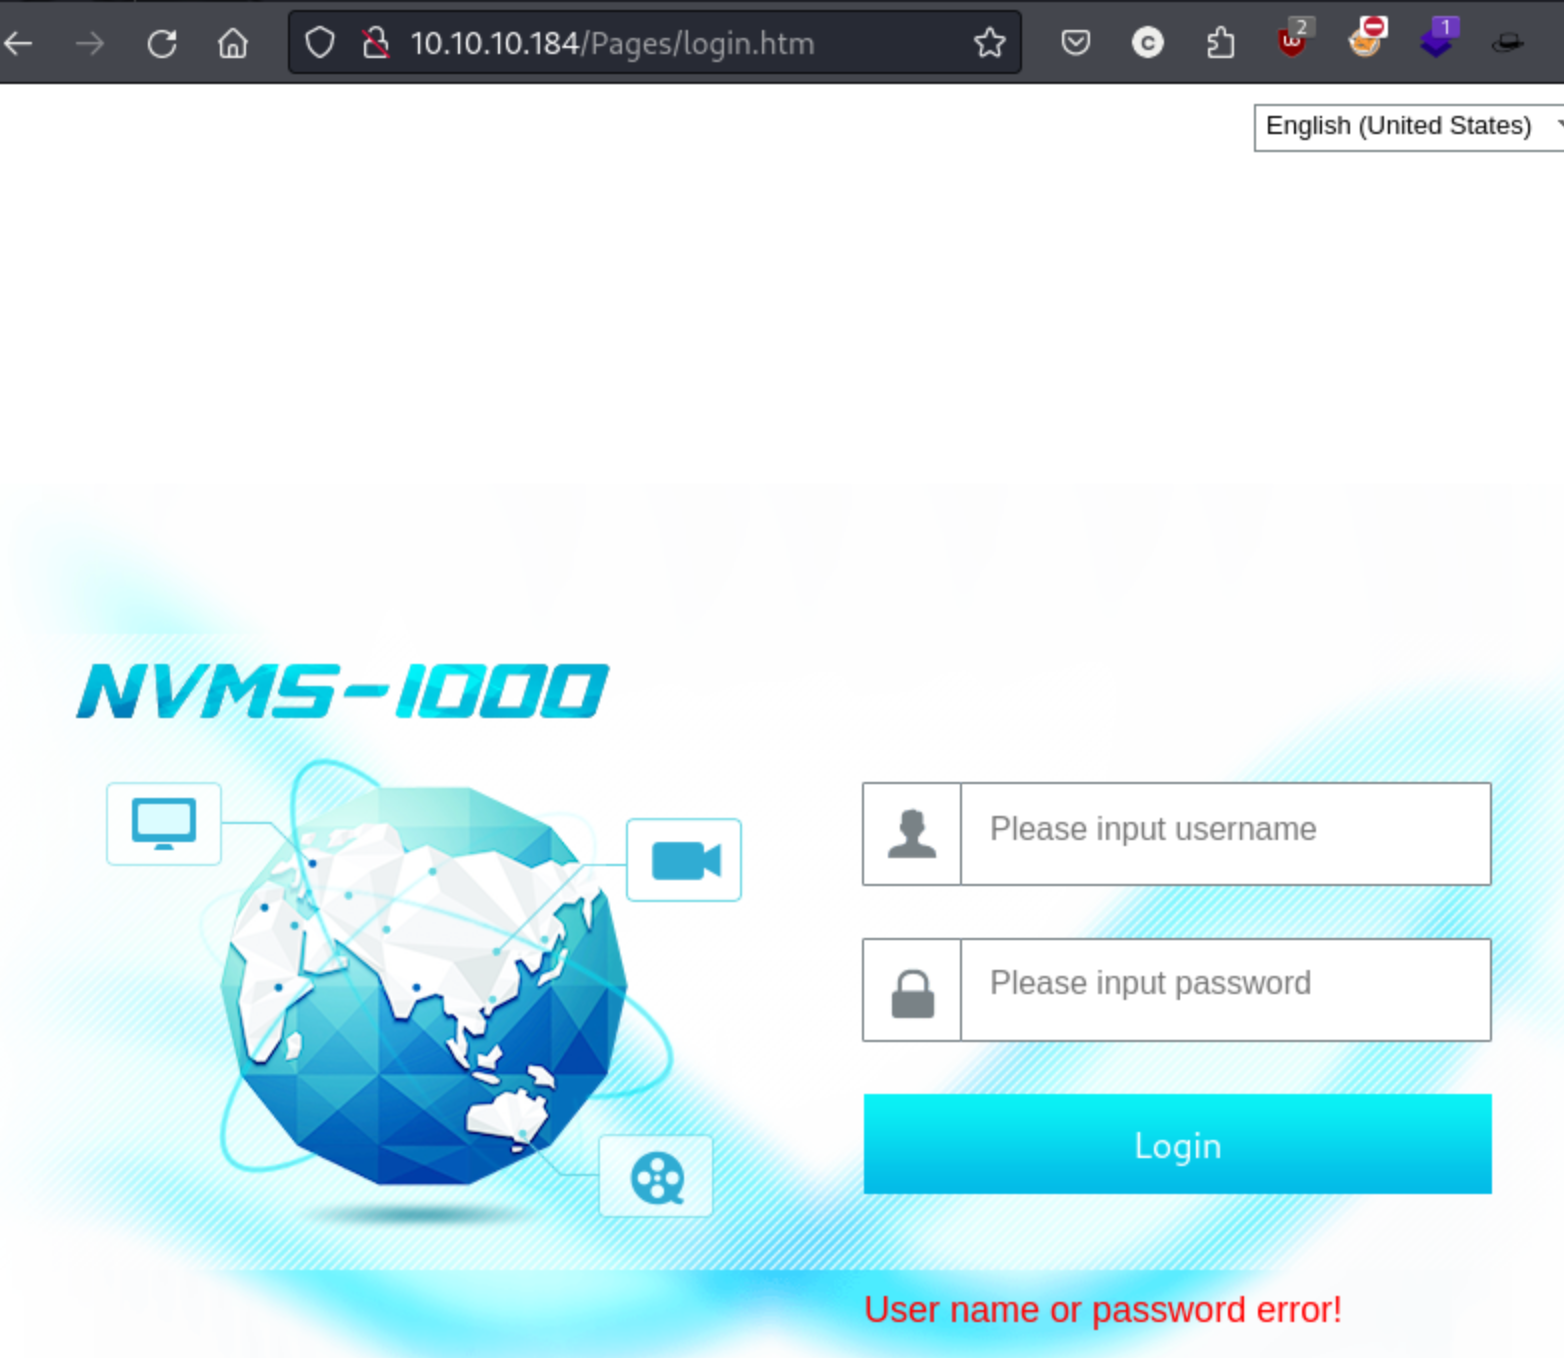 10.10.10.184/Pages/login.htm
2
1
English (United States)
NVMS-1000
Please input username
Please input password
Login
User name or password error!